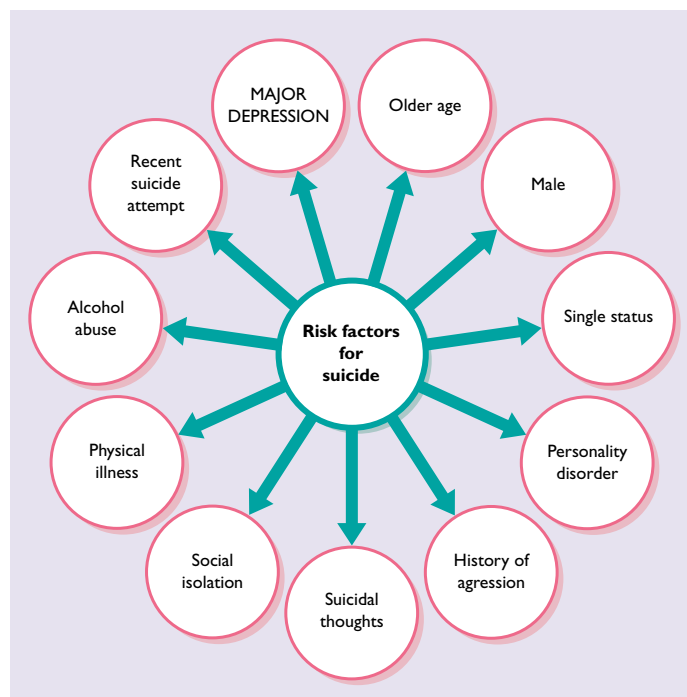 Risk factors
for
suicide
MAJOR
DEPRESSION
Older age
Male
Single status
Personality
disorder
History of
agression
Suicidal
thoughts
Social
isolation
Physical
illness
Alcohol
abuse
Recent
suicide
attempt